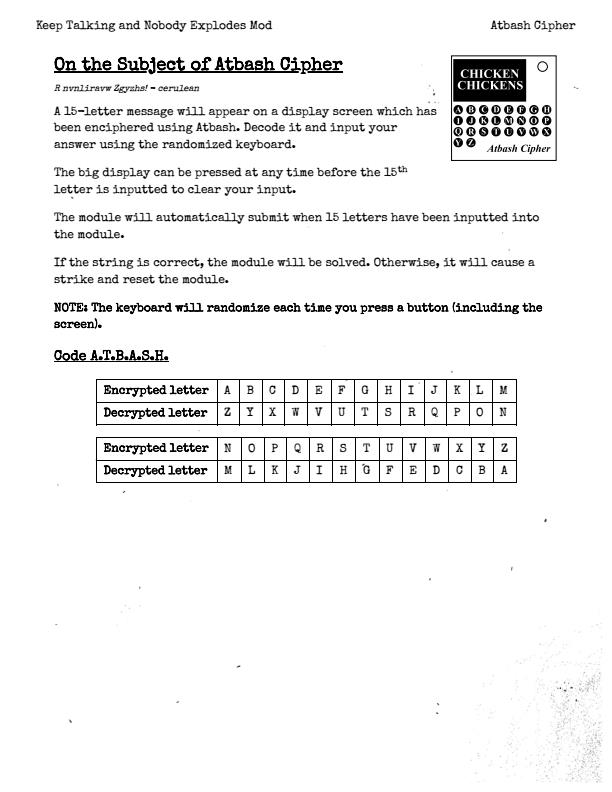 Keep Talking and Nobody Explodes Mod
Atbash Cipher
On the Subject of Atbash Cipher
R nvnliravw Zgyzhs! – cerulean
A 15-letter message will appear on a display screen which has
been enciphered using Atbash. Decode it and input your
answer using the randomized keyboard.
The big display can be pressed at any time before the 15th
letter is inputted to clear your input.
The module will automatically submit when 15 letters have been inputted into
the module.
If the string is correct, the module will be solved. Otherwise, it will cause a
strike and reset the module.
NOTE: The keyboard will randomize each time you press a button (including the
screen).
CHICKEN
CHICKENS
A B C D E F G H
I J K L M N O P
Q R S T U V W X
Y Z
Atbash Cipher
Code A.T.B.A.S.H.
Encrypted letter A B C D E F G H I J K L M
Decrypted letter Z Y X W V U T S R Q P O N
Encrypted letter N O P Q R S T U V W X Y Z
Decrypted letter M L K J I H G F E D C B A